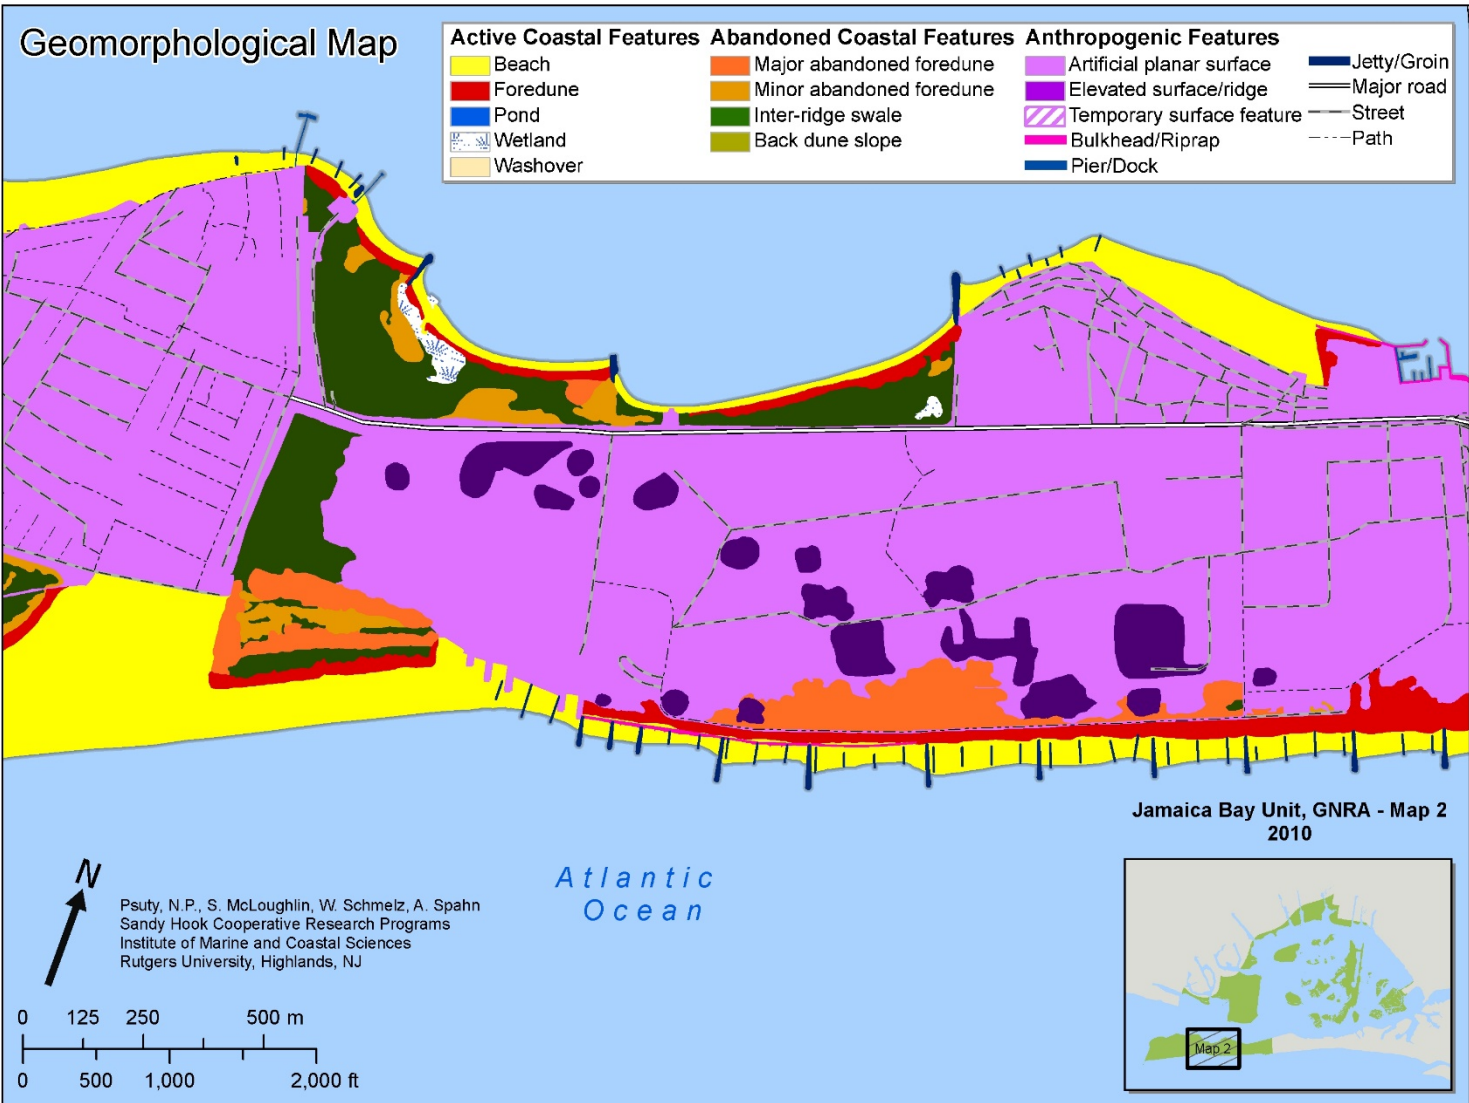 Geomorphological Map
Active Coastal Features
Beach
Foredune
Pond
Wetland
Washover
Abandoned Coastal Features
Major abandoned foredune
Minor abandoned foredune
Inter-ridge swale
Back dune slope
Anthropogenic Features
Artificial planar surface
Elevated surface/ridge
Temporary surface feature
Bulkhead/Riprap
Pier/Dock
Jetty/Groin
Major road
Street
Path
Jamaica Bay Unit, GNRA - Map 2
2010
Map 2
Atlantic
Ocean
N
Psuty, N.P., S. McLoughlin, W. Schmelz, A. Spahn
Sandy Hook Cooperative Research Programs
Institute of Marine and Coastal Sciences
Rutgers University, Highlands, NJ
0 125 250 500 m
0 500 1,000 2,000 ft